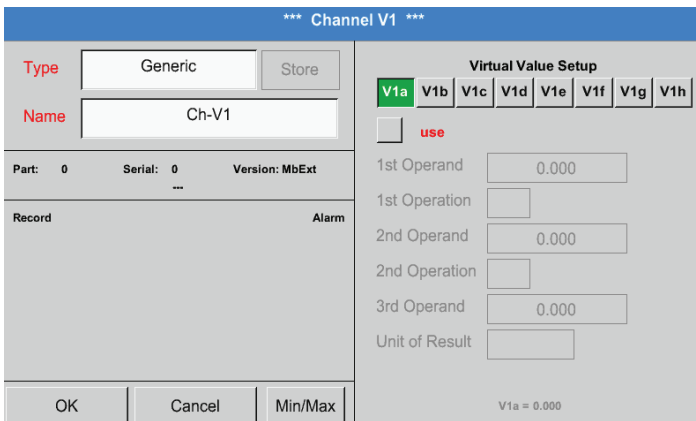 *** Channel V1 ***
Type Generic Store
Name Ch-V1
Part: 0 Serial: 0 Version: MbExt
---
Record Alarm
OK Cancel Min/Max
Virtual Value Setup
V1a V1b V1c V1d V1e V1f V1g V1h
use
1st Operand 0.000
1st Operation
2nd Operand 0.000
2nd Operation
3rd Operand 0.000
Unit of Result
V1a = 0.000